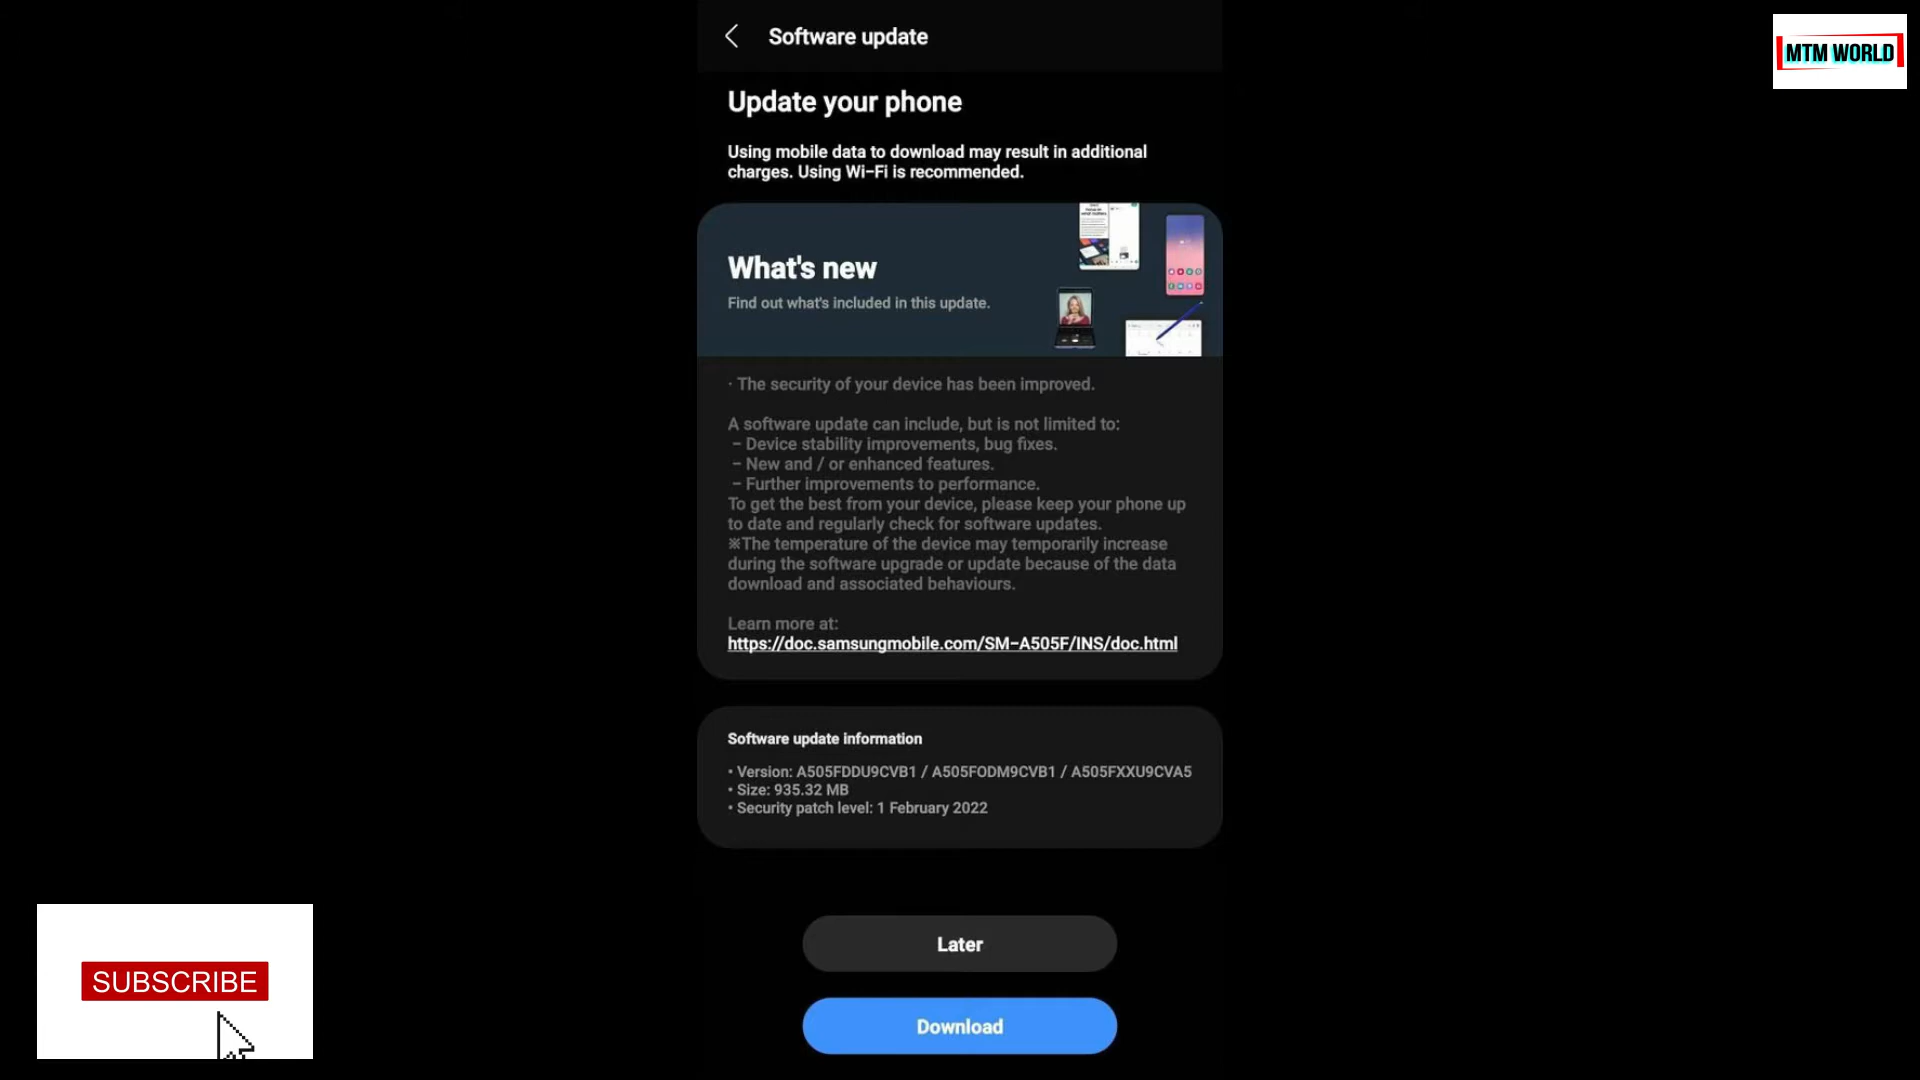 Software update
MTM WORLD
Update your phone
Using mobile data to download may result in additional
charges. Using Wi-Fi is recommended.
What's new
Find out what's included in this update.
· The security of your device has been improved.
A software update can include, but is not limited to:
– Device stability improvements, bug fixes.
– New and / or enhanced features.
– Further improvements to performance.
To get the best from your device, please keep your phone up
to date and regularly check for software updates.
※The temperature of the device may temporarily increase
during the software upgrade or update because of the data
download and associated behaviours.
Learn more at:
https://doc.samsungmobile.com/SM-A505F/INS/doc.html
Software update information
• Version: A505FDDU9CVB1 / A505FODM9CVB1 / A505FXXU9CVA5
• Size: 935.32 MB
• Security patch level: 1 February 2022
Later
SUBSCRIBE
Download